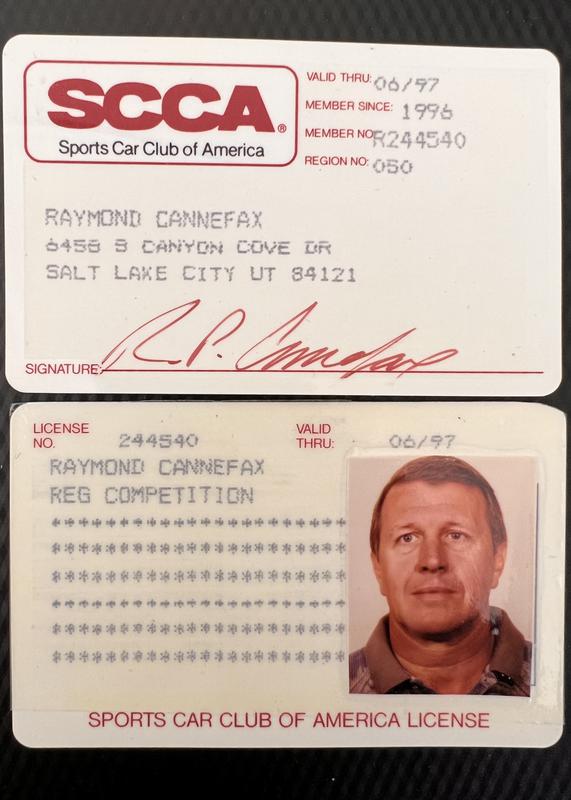 SCCA®
Sports Car Club of America
VALID THRU: 06/97
MEMBER SINCE: 1996
MEMBER NO R244540
REGION NO: 050
RAYMOND CANNEFAX
6458 S CANYON COVE DR
SALT LAKE CITY UT 84121
SIGNATURE: R. P. Cannefax
LICENSE NO. 244540
VALID THRU: 06/97
RAYMOND CANNEFAX
REG COMPETITION
********************
********************
********************
********************
********************
********************
SPORTS CAR CLUB OF AMERICA LICENSE